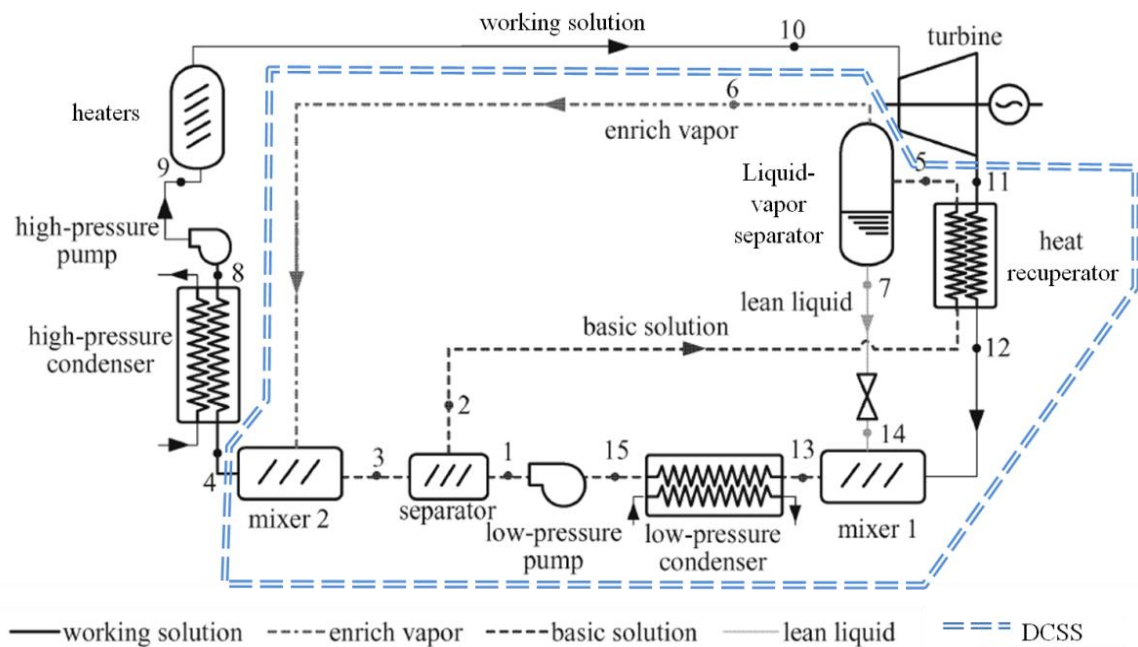 working solution
10
turbine
6
heaters
enrich vapor
9
5
11
Liquid-
vapor
separator
high-pressure
pump
heat
recuperator
8
7
lean liquid
high-pressure
condenser
basic solution
12
2
14
4
3
1
15
13
mixer 2
separator
low-pressure
pump
low-pressure
condenser
mixer 1
working solution
enrich vapor
basic solution
lean liquid
DCSS